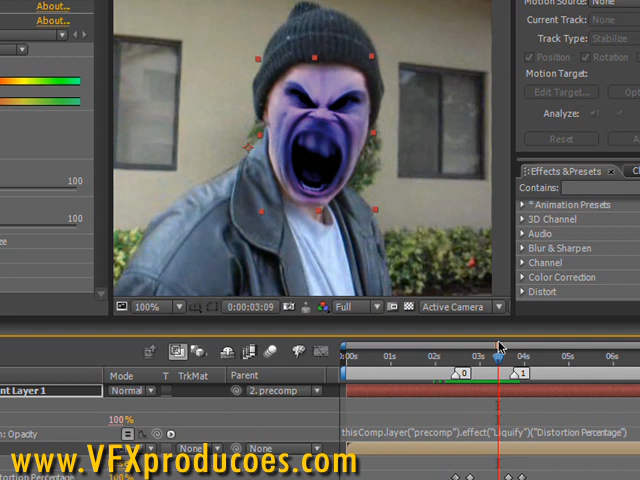 About...
Motion Source: None
About...
Current Track: None
Track Type: Stabilize
Position Rotation
Motion Target:
Edit Target...
Analyze:
100
Reset
Effects & Presets
Contains:
* Animation Presets
100
3D Channel
Audio
Blur & Sharpen
Channel
Color Correction
Distort
100% 0:00:03:09 Full Active Camera
:00s 01s 02s 03s 04s 05s 06s
Mode T TrkMat Parent
0 1
nt Layer 1 Normal 2. precomp
100%
: Opacity thisComp.layer("precomp").effect("Liquify")("Distortion Percentage")
None None
www.VFXproducoes.com
stortion Percentage 100%